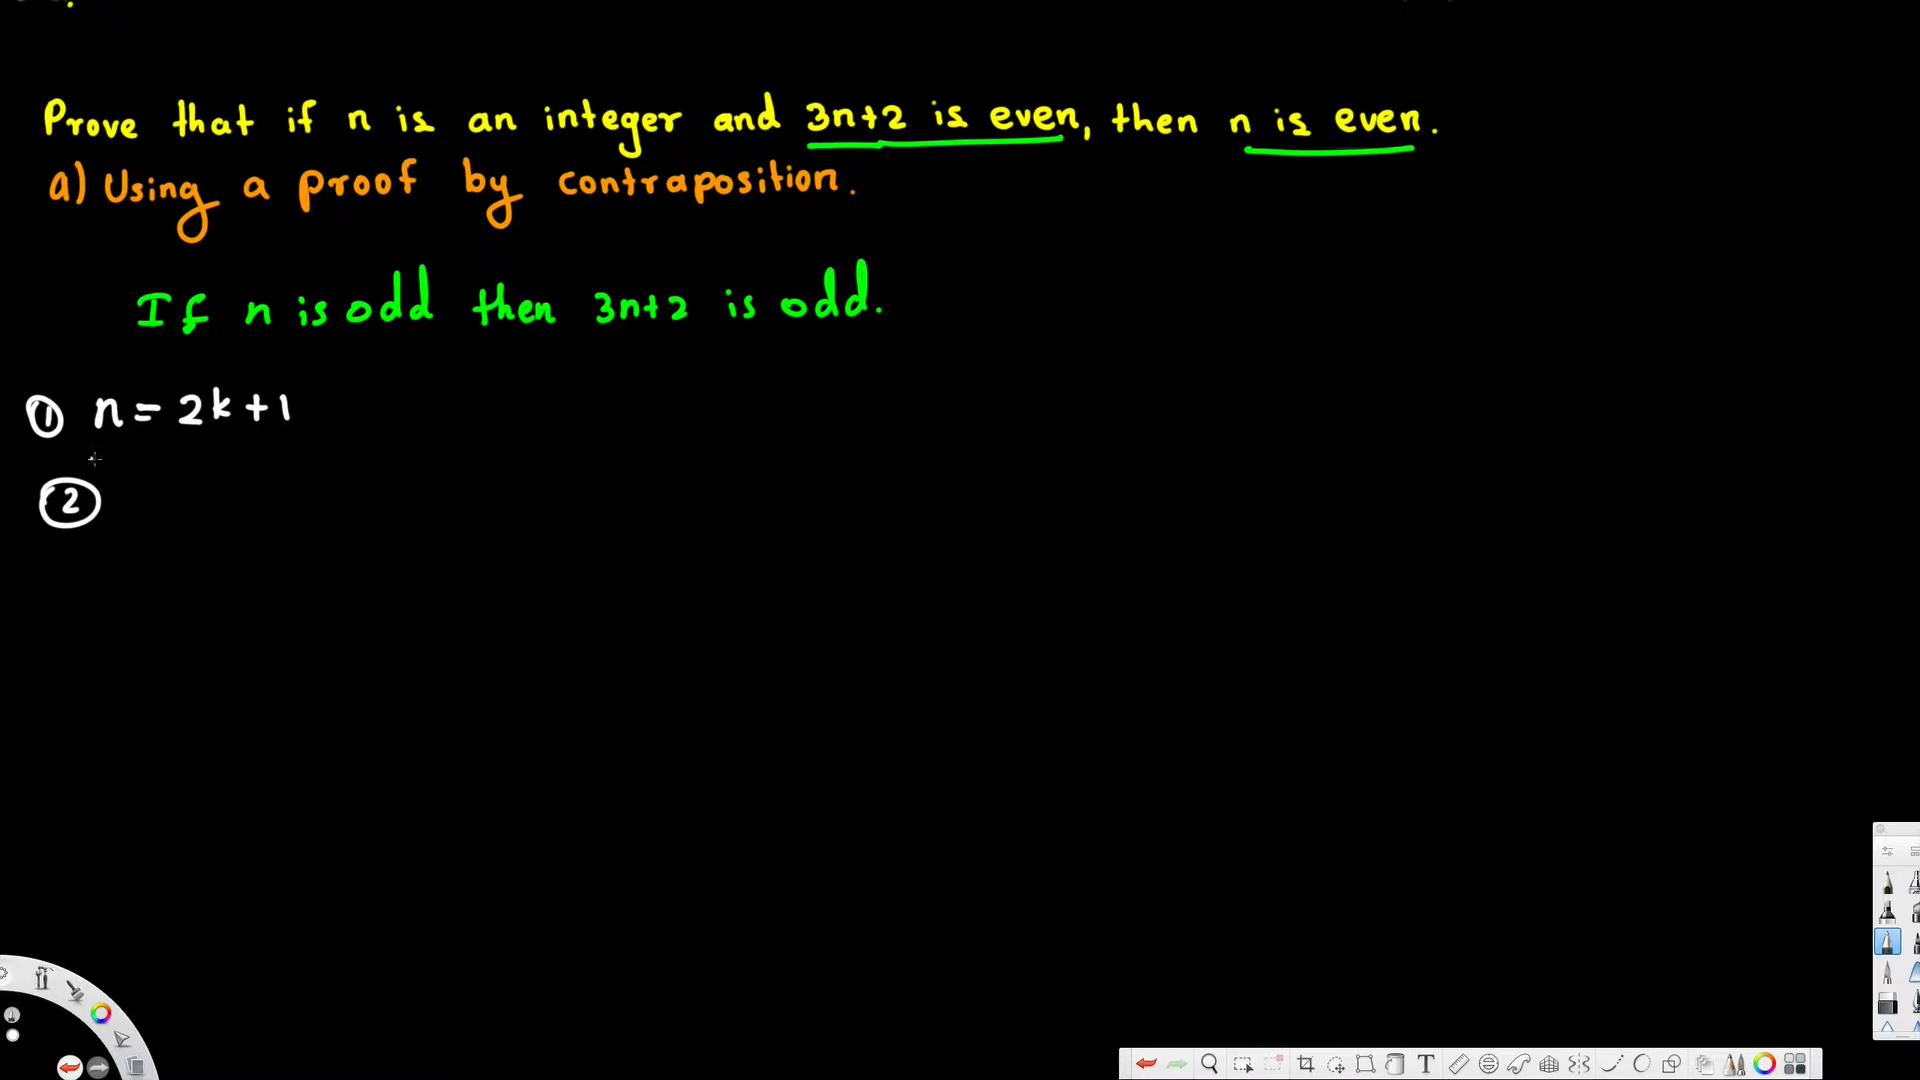 Prove that if n is an integer and 3n+2 is even, then n is even.
a) Using a proof by contraposition.
If n is odd then 3n+2 is odd.
① n = 2k+1
②